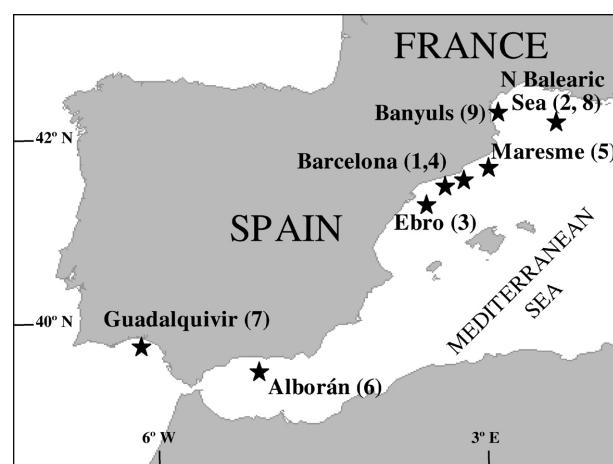 FRANCE
N Balearic
Sea (2, 8)
Banyuls (9)
42º N
Maresme (5)
Barcelona (1,4)
Ebro (3)
SPAIN
MEDITERRANEAN
SEA
40º N
Guadalquivir (7)
Alborán (6)
6º W
3º E